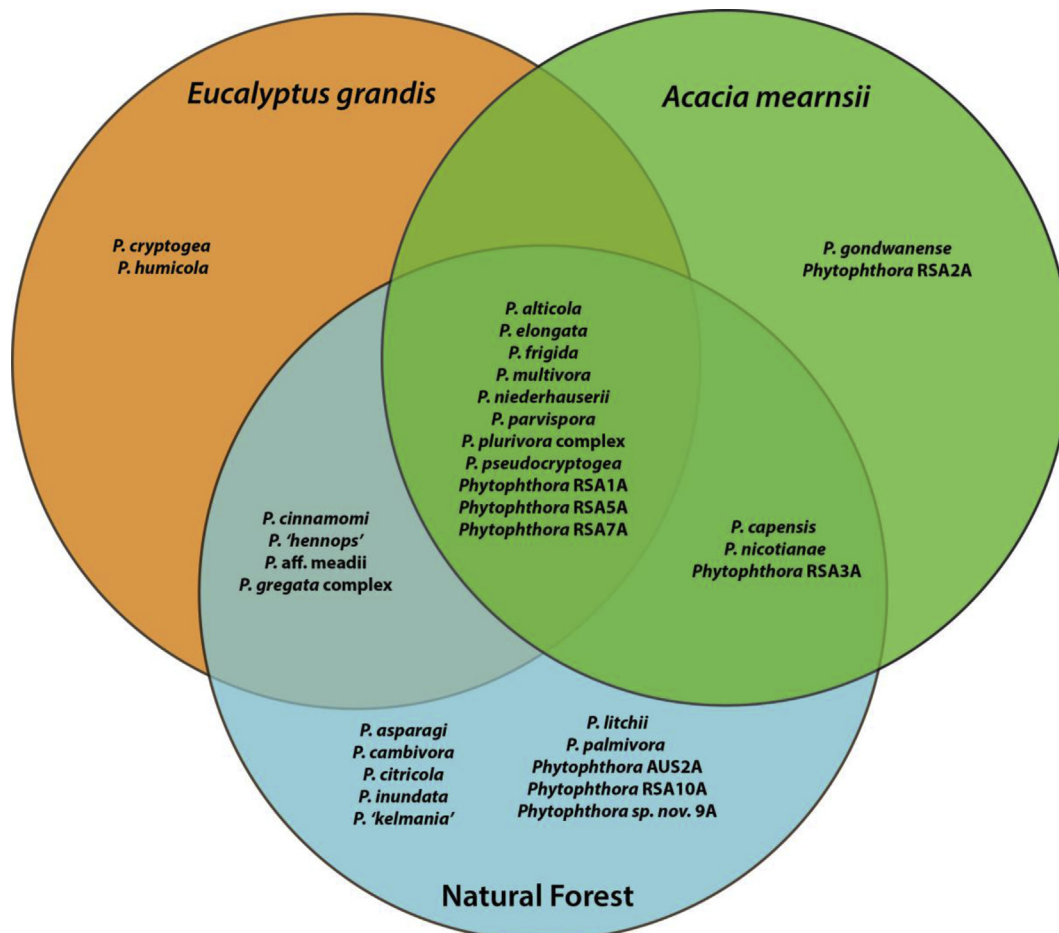 Eucalyptus grandis
Acacia mearnsii
P. cryptogea
P. humicola
P. gondwanense
Phytophthora RSA2A
P. alticola
P. elongata
P. frigida
P. multivora
P. niederhauserii
P. parvispora
P. plurivora complex
P. pseudocryptogea
Phytophthora RSA1A
Phytophthora RSA5A
Phytophthora RSA7A
P. cinnamomi
P. ‘hennops’
P. aff. meadii
P. gregata complex
P. capensis
P. nicotianae
Phytophthora RSA3A
P. asparagi
P. cambivora
P. citricola
P. inundata
P. ‘kelmania’
P. litchii
P. palmivora
Phytophthora AUS2A
Phytophthora RSA10A
Phytophthora sp. nov. 9A
Natural Forest